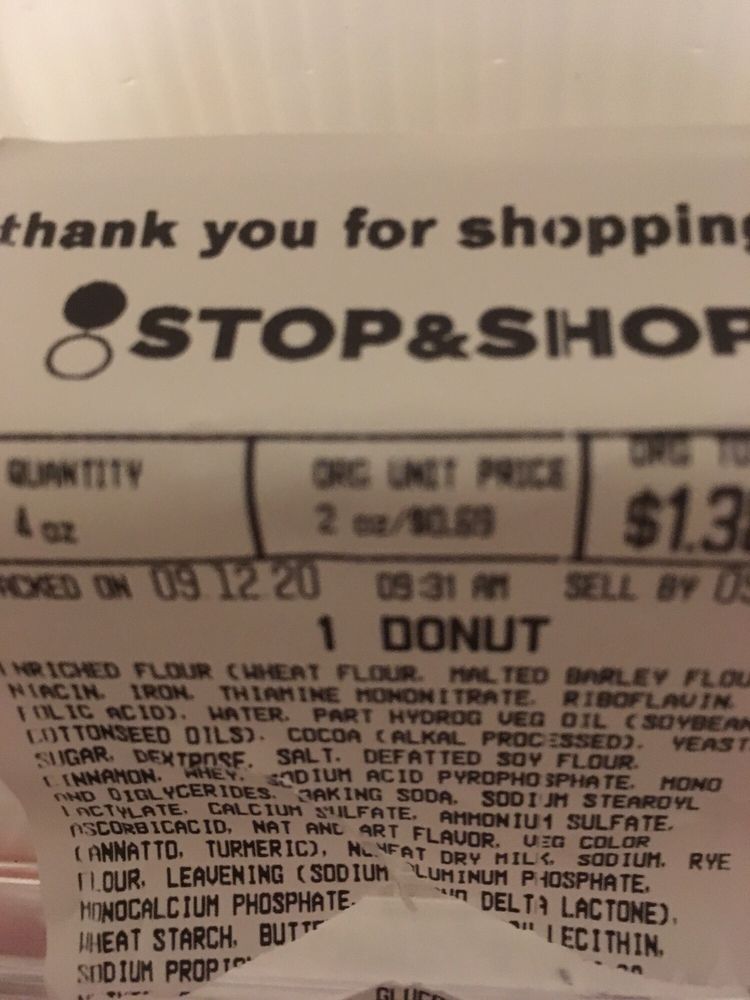 thank you for shopping
STOP&SHOP
QUANTITY ORG UNIT PRICE ORG TO
4 oz 2 oz/$0.69 $1.3
ACKED ON 09 12 20 09:31 AM SELL BY
1 DONUT
NRICHED FLOUR (WHEAT FLOUR, MALTED BARLEY FLOU
NIACIN, IRON, THIAMINE MONONITRATE, RIBOFLAVIN,
FOLIC ACID), WATER, PART HYDROG VEG OIL (SOYBEAN
COTTONSEED OILS), COCOA (ALKAL PROCESSED), YEAST
SUGAR, DEXTROSE, SALT, DEFATTED SOY FLOUR,
CINNAMON, WHEY, SODIUM ACID PYROPHOSPHATE, MONO
AND DIGLYCERIDES, BAKING SODA, SODIUM STEAROYL
LACTYLATE, CALCIUM SULFATE, AMMONIUM SULFATE,
ASCORBICACID, NAT AND ART FLAVOR, VEG COLOR
(ANNATTO, TURMERIC), NONFAT DRY MILK, SODIUM, RYE
FLOUR, LEAVENING (SODIUM ALUMINUM PHOSPHATE,
MONOCALCIUM PHOSPHATE, DELTA LACTONE),
WHEAT STARCH, LECITHIN,
SODIUM